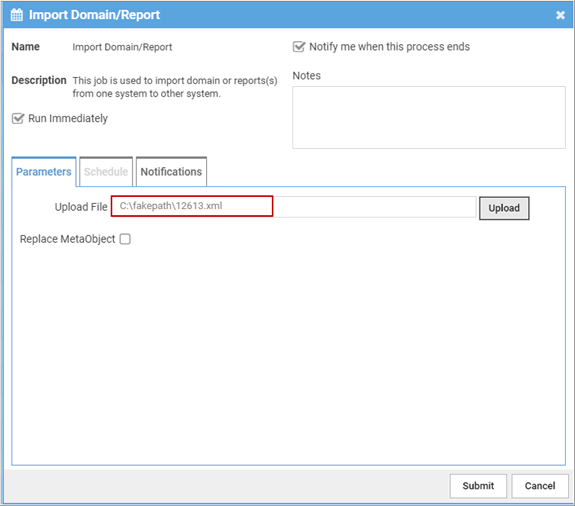 Import Domain/Report
Name Import Domain/Report
Notify me when this process ends
Description This job is used to import domain or reports(s)
from one system to other system.
Notes
Run Immediately
Parameters Schedule Notifications
Upload File C:\fakepath\12613.xml Upload
Replace MetaObject
Submit Cancel